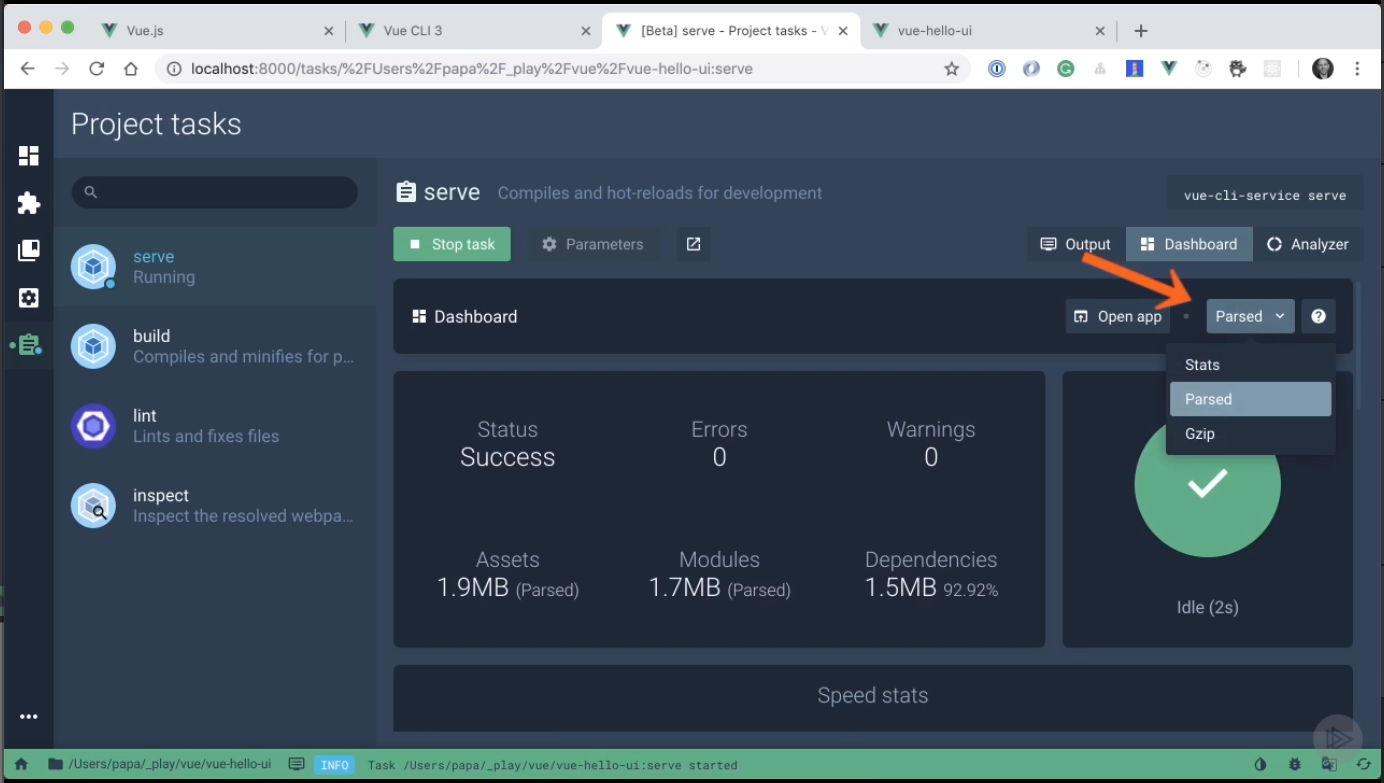 Vue.js
Vue CLI 3
[Beta] serve - Project tasks - V
vue-hello-ui
localhost:8000/tasks/%2FUsers%2Fpapa%2F_play%2Fvue%2Fvue-hello-ui:serve
Project tasks
serve
Running
build
Compiles and minifies for p...
lint
Lints and fixes files
inspect
Inspect the resolved webpa...
serve Compiles and hot-reloads for development
vue-cli-service serve
Stop task Parameters
Output Dashboard Analyzer
Dashboard
Open app Parsed ?
Stats
Parsed
Gzip
Status Errors Warnings
Success 0 0
Assets Modules Dependencies
1.9MB (Parsed) 1.7MB (Parsed) 1.5MB 92.92%
Idle (2s)
Speed stats
/Users/papa/_play/vue/vue-hello-ui INFO Task /Users/papa/_play/vue/vue-hello-ui:serve started